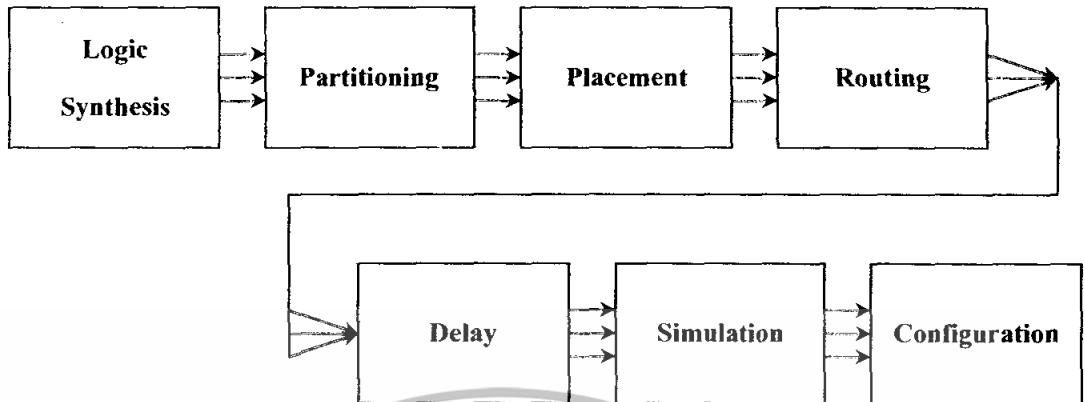 Logic
Synthesis
Partitioning
Placement
Routing
Delay
Simulation
Configuration